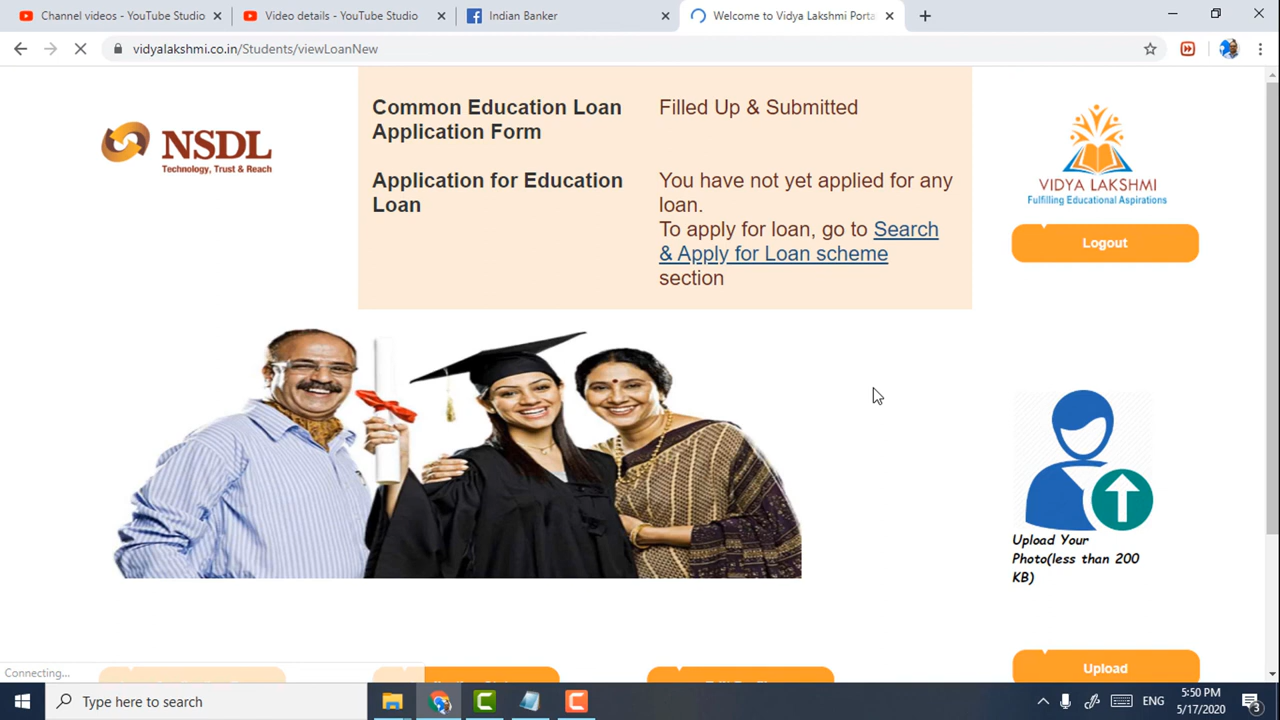 Channel videos - YouTube Studio
Video details - YouTube Studio
Indian Banker
Welcome to Vidya Lakshmi Porta
vidyalakshmi.co.in/Students/viewLoanNew
NSDL
Technology, Trust & Reach
Common Education Loan
Application Form
Filled Up & Submitted
Application for Education
Loan
You have not yet applied for any
loan.
To apply for loan, go to Search
& Apply for Loan scheme
section
VIDYA LAKSHMI
Fulfilling Educational Aspirations
Logout
Upload Your
Photo(less than 200
KB)
Upload
Connecting...
Type here to search
ENG
5:50 PM
5/17/2020
3